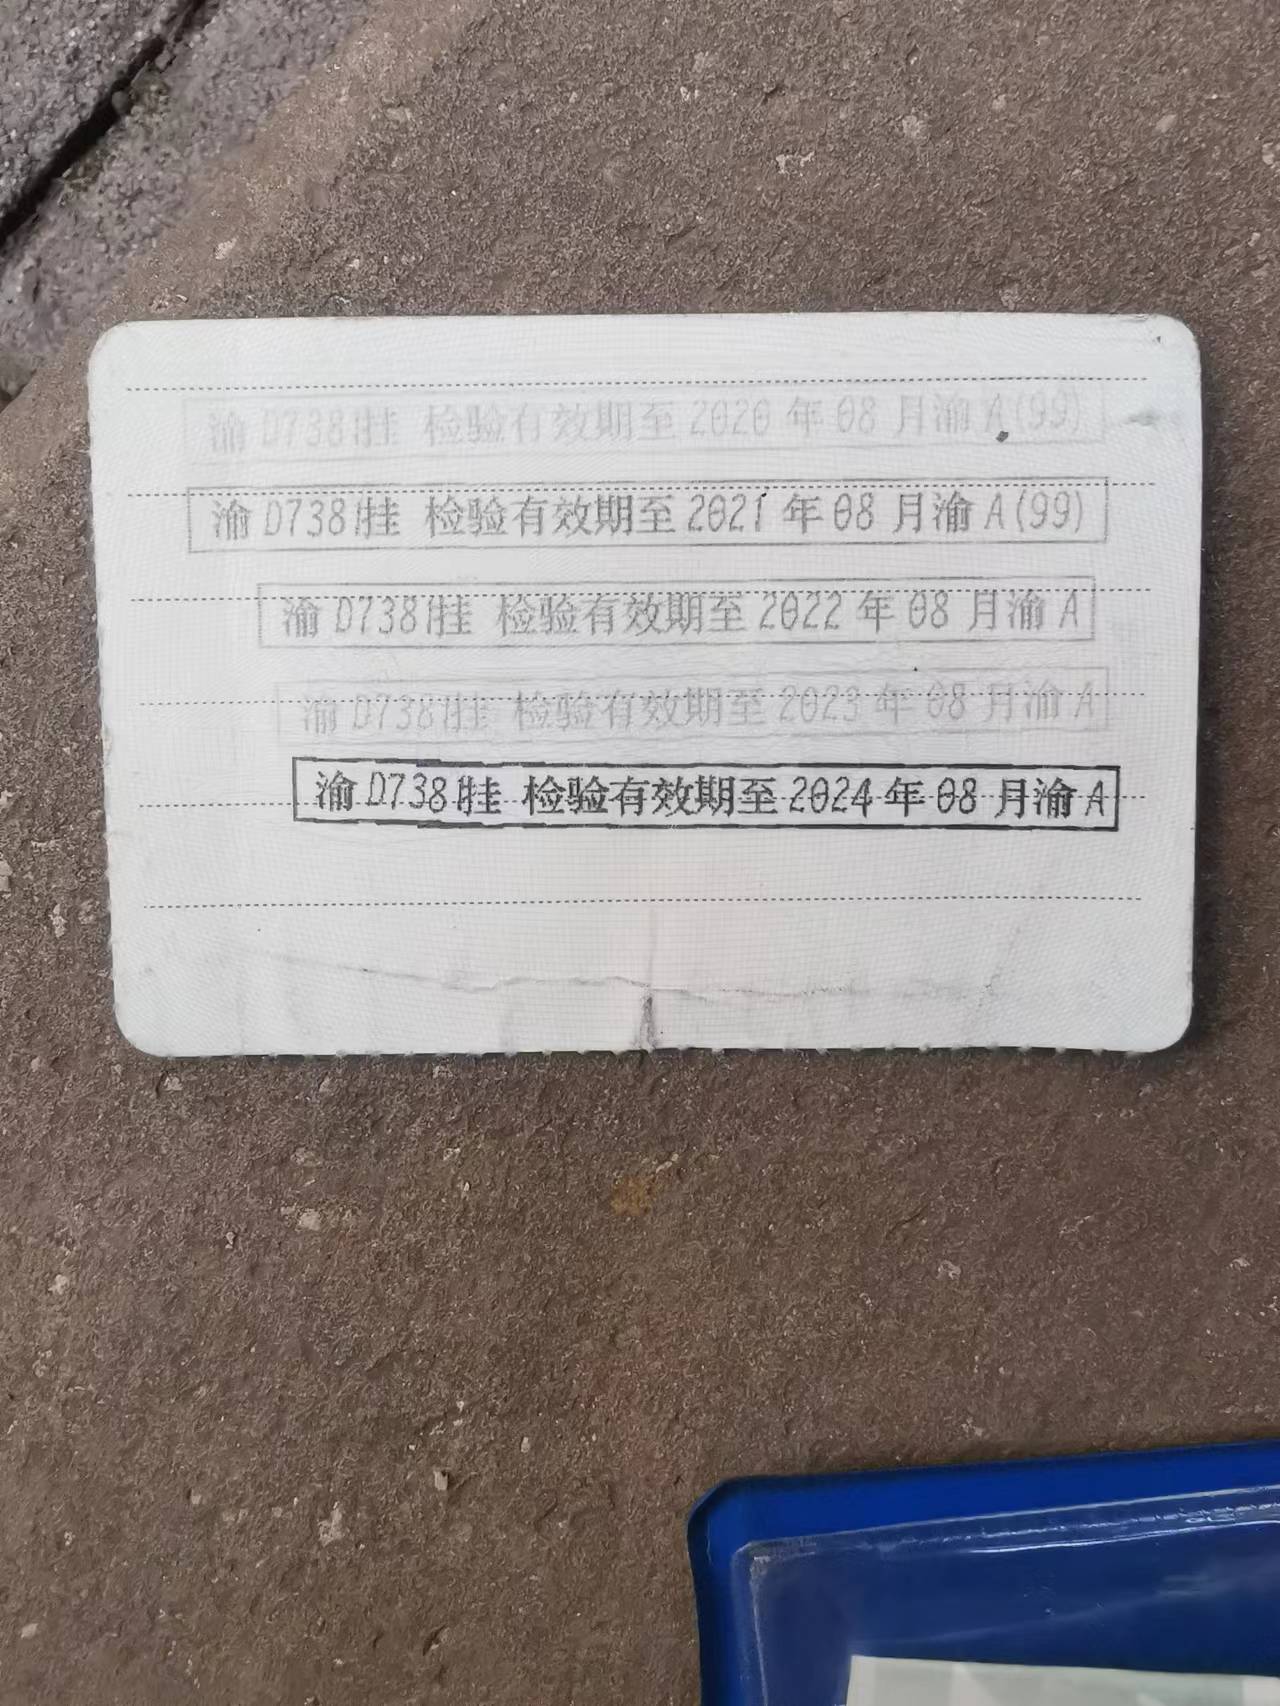 渝D738挂 检验有效期至2020年08月渝A(99)
渝D738挂 检验有效期至2021年08月渝A(99)
渝D738挂 检验有效期至2022年08月渝A
渝D738挂 检验有效期至2023年08月渝A
渝D738挂 检验有效期至2024年08月渝A